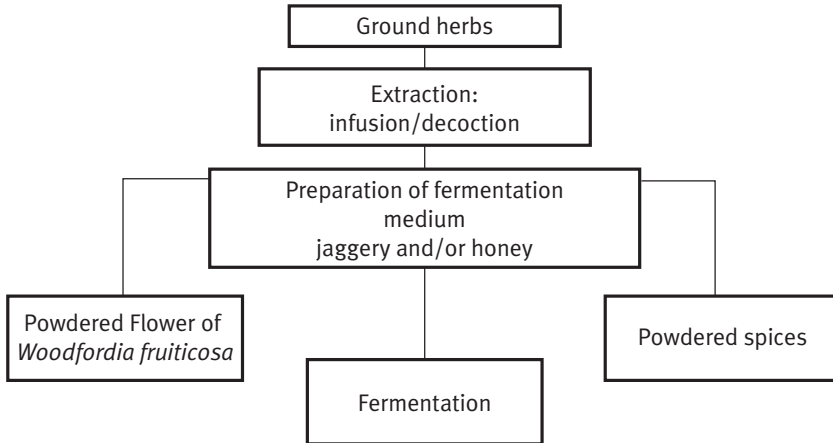 Ground herbs
Extraction:
infusion/decoction
Preparation of fermentation
medium
jaggery and/or honey
Powdered Flower of
Woodfordia fruiticosa
Powdered spices
Fermentation